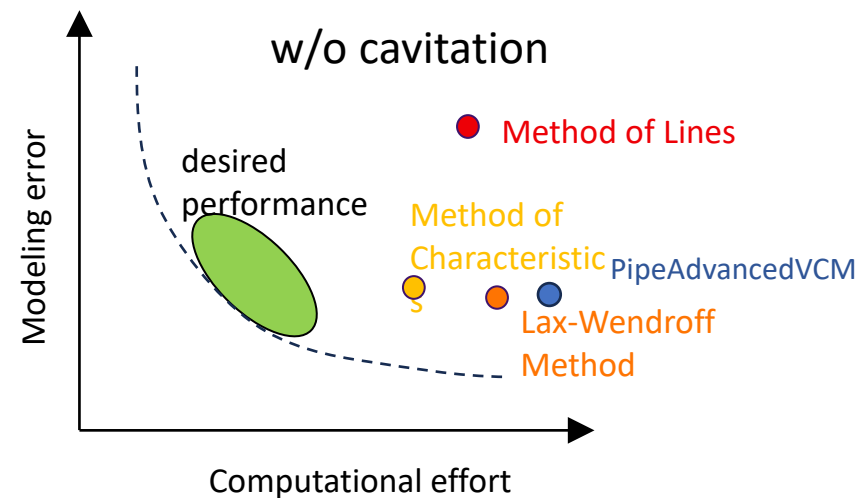 w/o cavitation
Method of Lines
desired
performance
Method of
Characteristic
s
PipeAdvancedVCM
Lax-Wendroff
Method
Modeling error
Computational effort